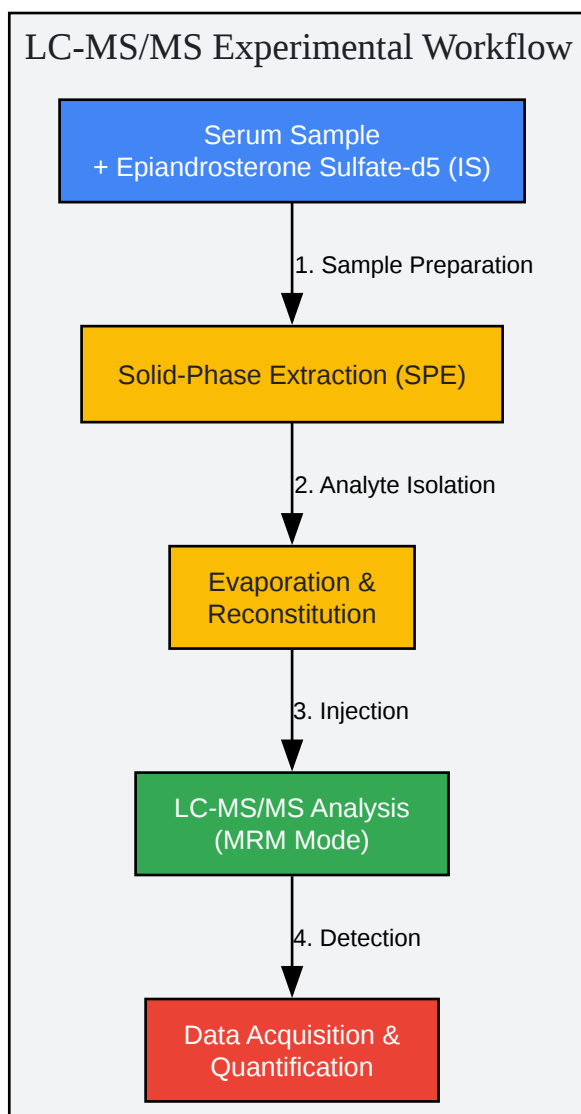 LC-MS/MS Experimental Workflow
Serum Sample
+ Epiandrosterone Sulfate-d5 (IS)
1. Sample Preparation
Solid-Phase Extraction (SPE)
2. Analyte Isolation
Evaporation &
Reconstitution
3. Injection
LC-MS/MS Analysis
(MRM Mode)
4. Detection
Data Acquisition &
Quantification